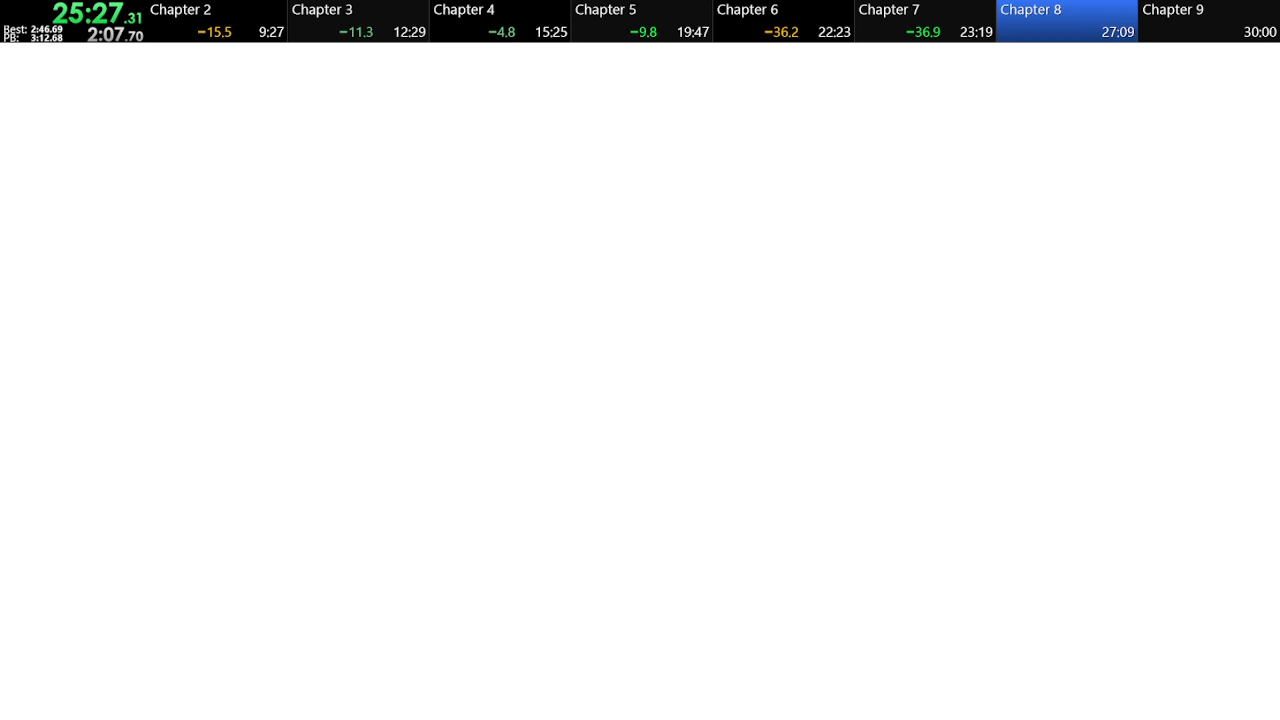 25:27.31
Best: 2:46.69
PB: 3:12.68
2:07.70
Chapter 2
−15.5 9:27
Chapter 3
−11.3 12:29
Chapter 4
−4.8 15:25
Chapter 5
−9.8 19:47
Chapter 6
−36.2 22:23
Chapter 7
−36.9 23:19
Chapter 8
27:09
Chapter 9
30:00